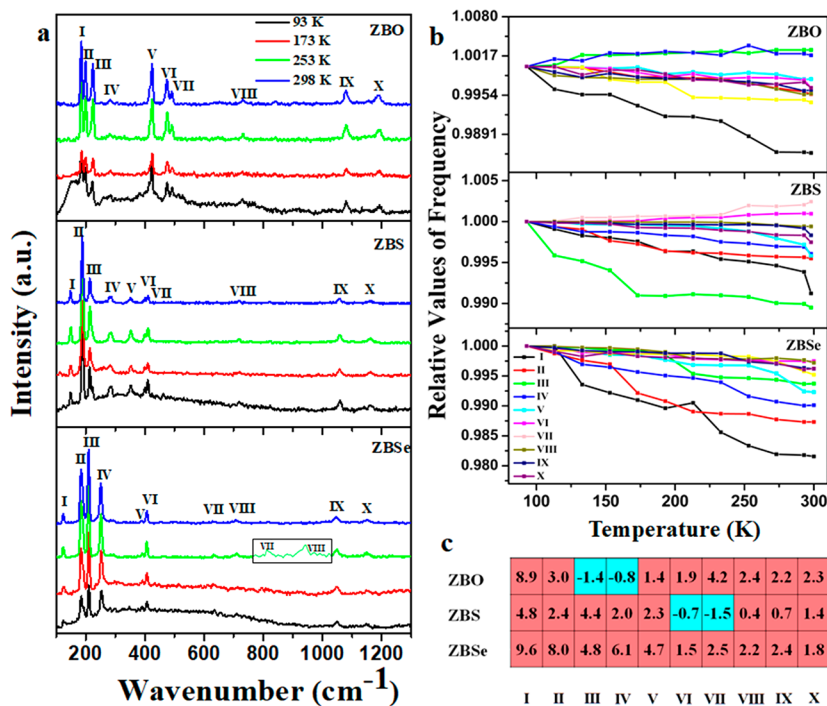 a
ZBO
93 K
173 K
253 K
298 K
I
II
III
IV
V
VI
VII
VIII
IX
X
ZBS
I
II
III
IV
V
VI
VII
VIII
IX
X
ZBSe
I
II
III
IV
V
VI
VII
VIII
IX
X
VII
VIII
200 400 600 800 1000 1200
Wavenumber (cm-1)
Intensity (a.u.)
b
ZBO
1.0080
1.0017
0.9954
0.9891
ZBS
1.005
1.000
0.995
0.990
ZBSe
1.000
0.995
0.990
0.985
0.980
I
II
III
IV
V
VI
VII
VIII
IX
X
100 150 200 250 300
Temperature (K)
Relative Values of Frequency
c
ZBO 8.9 3.0 -1.4 -0.8 1.4 1.9 4.2 2.4 2.2 2.3
ZBS 4.8 2.4 4.4 2.0 2.3 -0.7 -1.5 0.4 0.7 1.4
ZBSe 9.6 8.0 4.8 6.1 4.7 1.5 2.5 2.2 2.4 1.8
I II III IV V VI VII VIII IX X